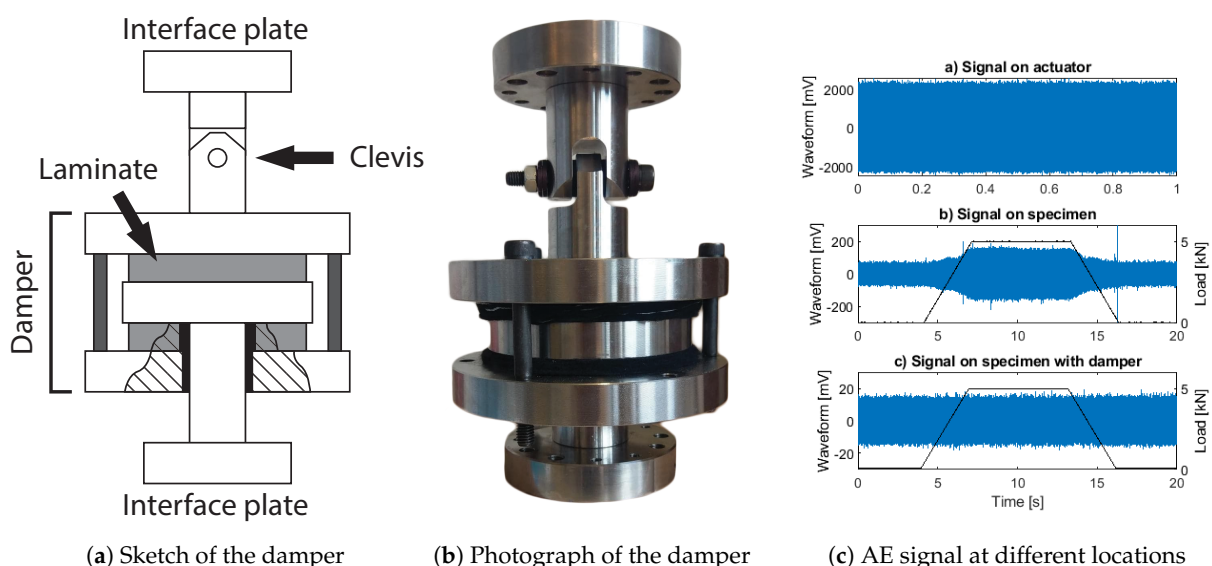 Interface plate
Clevis
Laminate
Damper
Interface plate
(a) Sketch of the damper
(b) Photograph of the damper
a) Signal on actuator
Waveform [mV]
2000
0
-2000
0 0.2 0.4 0.6 0.8 1
b) Signal on specimen
Waveform [mV]
200
0
-200
5
0
Load [kN]
0 5 10 15 20
c) Signal on specimen with damper
Waveform [mV]
20
0
-20
5
0
Load [kN]
0 5 10 15 20
Time [s]
(c) AE signal at different locations